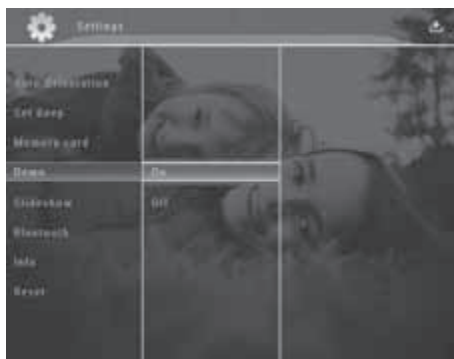 Settings
Auto Orientation
Set Beep
Memory card
Demo
On
Slideshow
Off
Bluetooth
Info
Reset